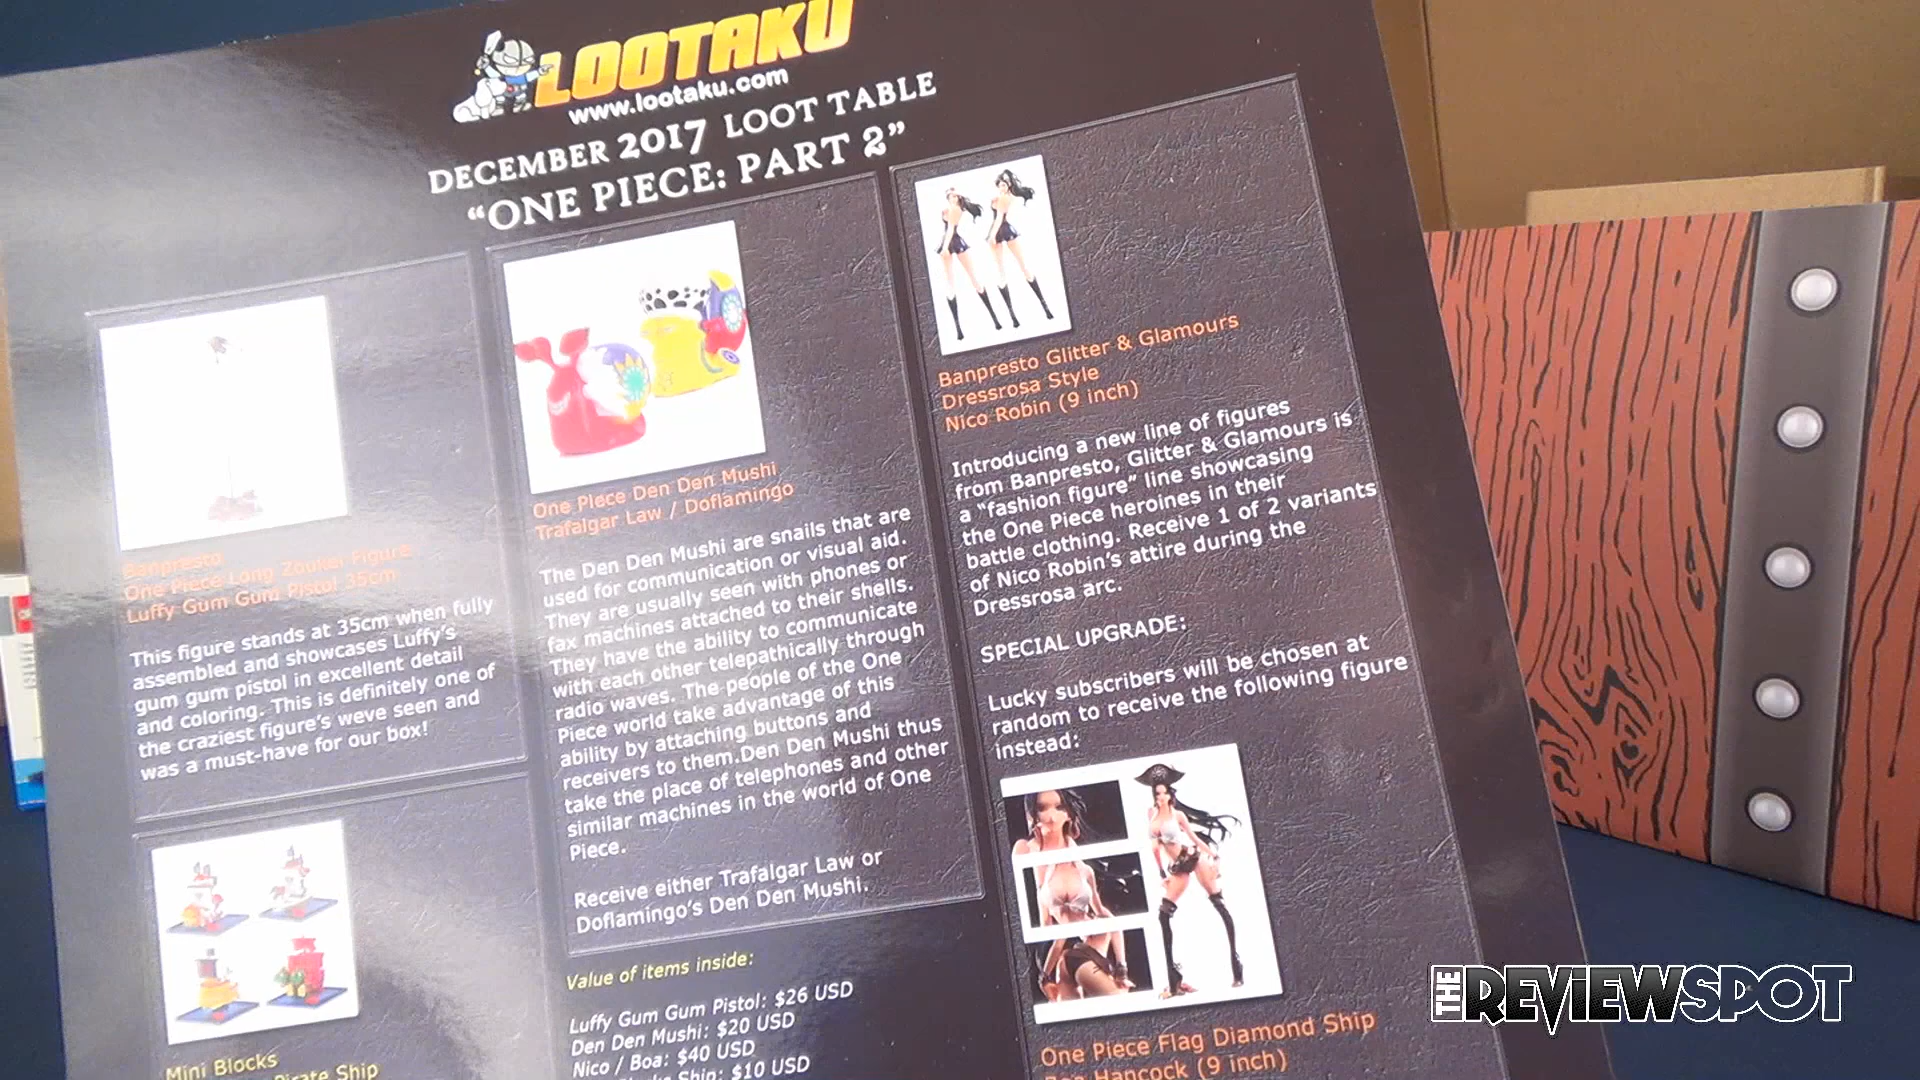 LOOTAKU
www.lootaku.com
DECEMBER 2017 LOOT TABLE
"ONE PIECE: PART 2"
Banpresto
One Piece Long Zoukei Figure
Luffy Gum Gum Pistol 35cm
This figure stands at 35cm when fully
assembled and showcases Luffy's
gum gum pistol in excellent detail
and coloring. This is definitely one of
the craziest figure's weve seen and
was a must-have for our box!
Mini Blocks
Pirate Ship
One Piece Den Den Mushi
Trafalgar Law / Doflamingo
The Den Den Mushi are snails that are
used for communication or visual aid.
They are usually seen with phones or
fax machines attached to their shells.
They have the ability to communicate
with each other telepathically through
radio waves. The people of the One
Piece world take advantage of this
ability by attaching buttons and
receivers to them.Den Den Mushi thus
take the place of telephones and other
similar machines in the world of One
Piece.
Receive either Trafalgar Law or
Doflamingo's Den Den Mushi.
Value of items inside:
Luffy Gum Gum Pistol: $26 USD
Den Den Mushi: $20 USD
Nico / Boa: $40 USD
Ship: $10 USD
Banpresto Glitter & Glamours
Dressrosa Style
Nico Robin (9 inch)
Introducing a new line of figures
from Banpresto, Glitter & Glamours is
a "fashion figure" line showcasing
the One Piece heroines in their
battle clothing. Receive 1 of 2 variants
of Nico Robin's attire during the
Dressrosa arc.
SPECIAL UPGRADE:
Lucky subscribers will be chosen at
random to receive the following figure
instead:
One Piece Flag Diamond Ship
Hancock (9 inch)
THE REVIEWSPOT